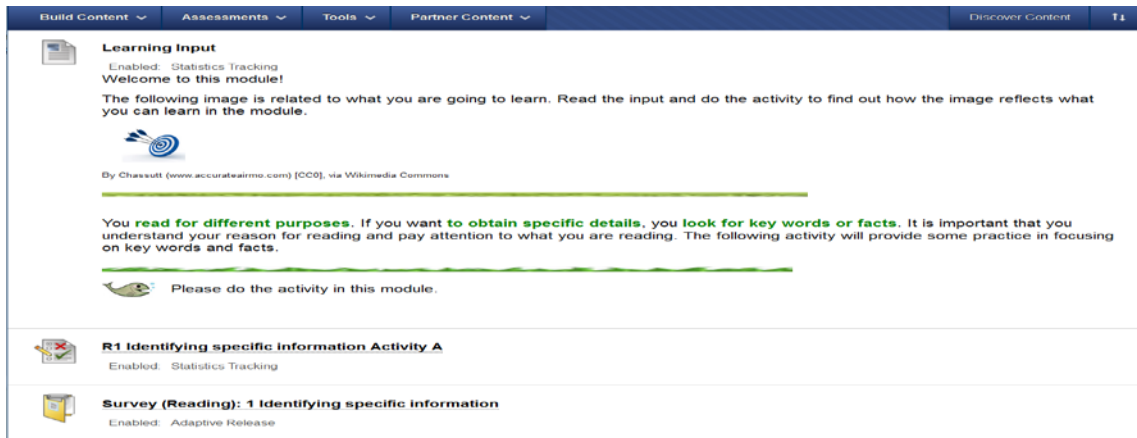 Build Content Assessments Tools Partner Content Discover Content
Learning Input
Enabled: Statistics Tracking
Welcome to this module!
The following image is related to what you are going to learn. Read the input and do the activity to find out how the image reflects what
you can learn in the module.
By Chassutt (www.accurateairmo.com) [CC0], via Wikimedia Commons
You read for different purposes. If you want to obtain specific details, you look for key words or facts. It is important that you
understand your reason for reading and pay attention to what you are reading. The following activity will provide some practice in focusing
on key words and facts.
Please do the activity in this module.
R1 Identifying specific information Activity A
Enabled: Statistics Tracking
Survey (Reading): 1 Identifying specific information
Enabled: Adaptive Release